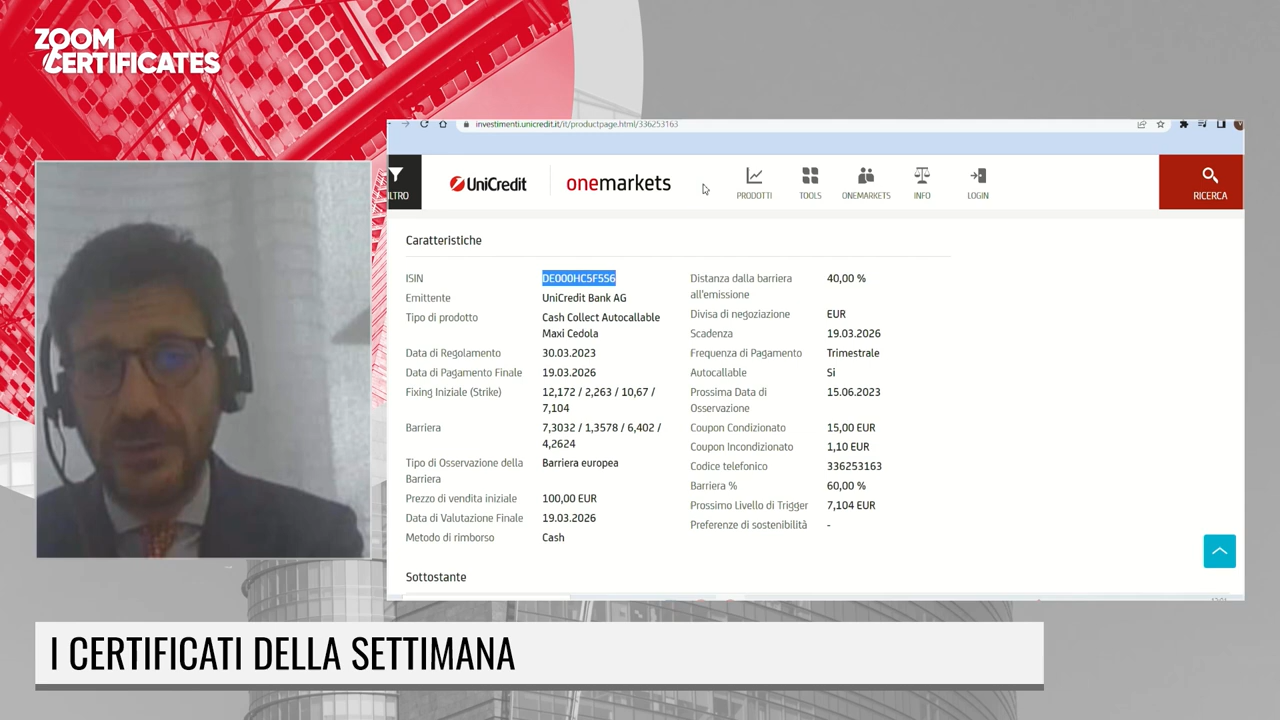 ZOOM
CERTIFICATES
investimenti.unicredit.it/it/productpage.html/336253163
LTRO
UniCredit
onemarkets
PRODOTTI
TOOLS
ONEMARKETS
INFO
LOGIN
RICERCA
Caratteristiche
ISIN DE000HC5F556
Emittente UniCredit Bank AG
Tipo di prodotto Cash Collect Autocallable
Maxi Cedola
Data di Regolamento 30.03.2023
Data di Pagamento Finale 19.03.2026
Fixing Iniziale (Strike) 12,172 / 2,263 / 10,67 /
7,104
Barriera 7,3032 / 1,3578 / 6,402 /
4,2624
Tipo di Osservazione della Barriera europea
Barriera
Prezzo di vendita iniziale 100,00 EUR
Data di Valutazione Finale 19.03.2026
Metodo di rimborso Cash
Distanza dalla barriera 40,00 %
all'emissione
Divisa di negoziazione EUR
Scadenza 19.03.2026
Frequenza di Pagamento Trimestrale
Autocallable Si
Prossima Data di 15.06.2023
Osservazione
Coupon Condizionato 15,00 EUR
Coupon Incondizionato 1,10 EUR
Codice telefonico 336253163
Barriera % 60,00 %
Prossimo Livello di Trigger 7,104 EUR
Preferenze di sostenibilità -
Sottostante
I CERTIFICATI DELLA SETTIMANA